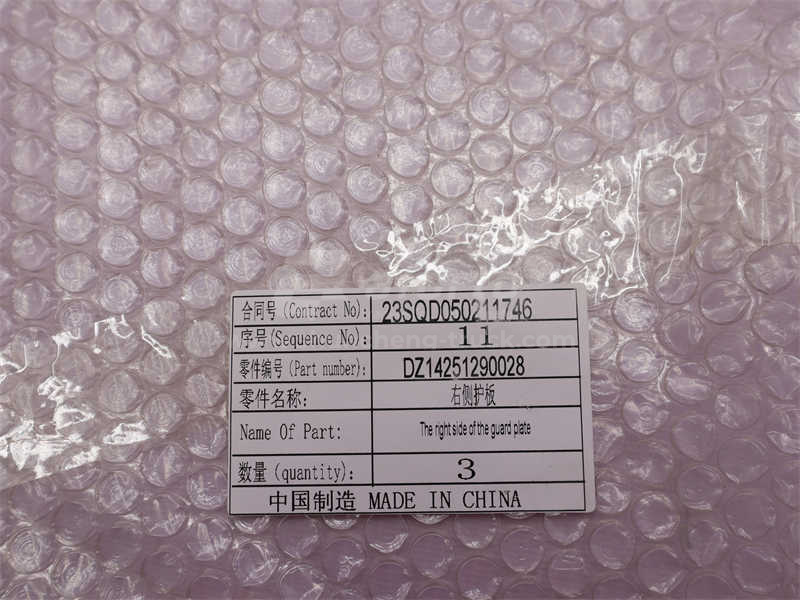 合同号 (Contract No): 23SQD050211746
序号(Sequence No): 11
零件编号 (Part number): DZ14251290028
零件名称: 右侧护板
Name Of Part: The right side of the guard plate
数量 (quantity): 3
中国制造 MADE IN CHINA